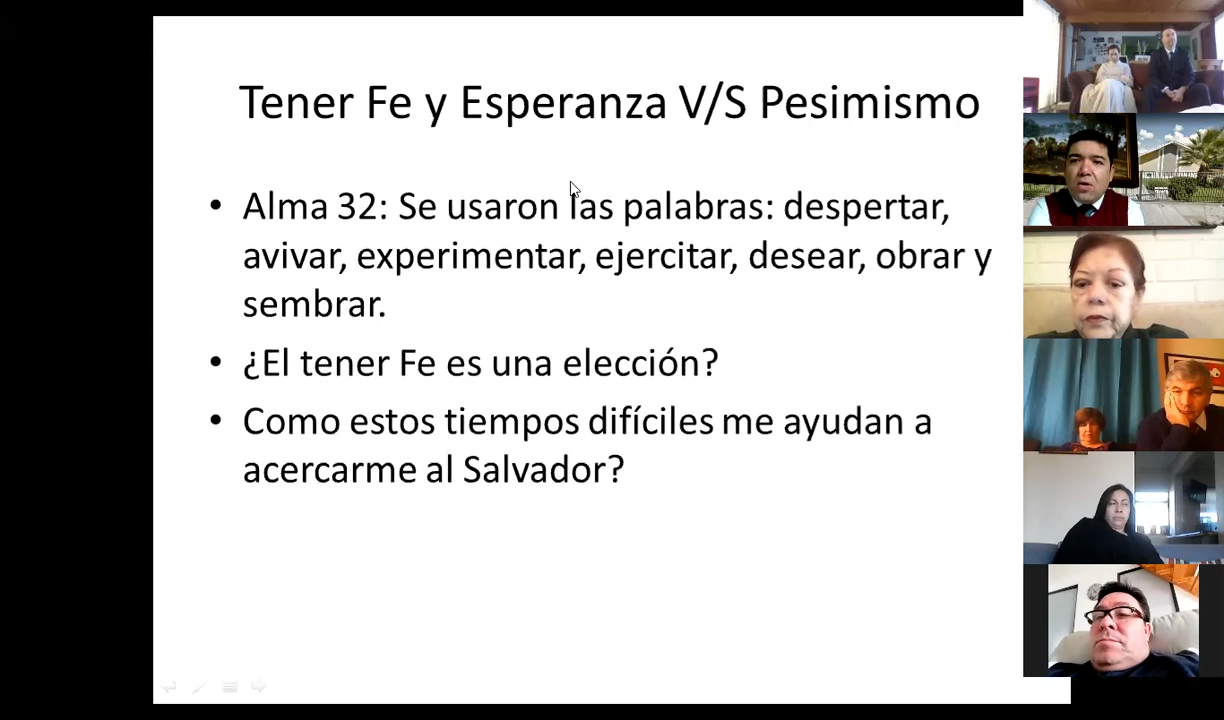 Tener Fe y Esperanza V/S Pesimismo
• Alma 32: Se usaron las palabras: despertar,
avivar, experimentar, ejercitar, desear, obrar y
sembrar.
• ¿El tener Fe es una elección?
• Como estos tiempos difíciles me ayudan a
acercarme al Salvador?